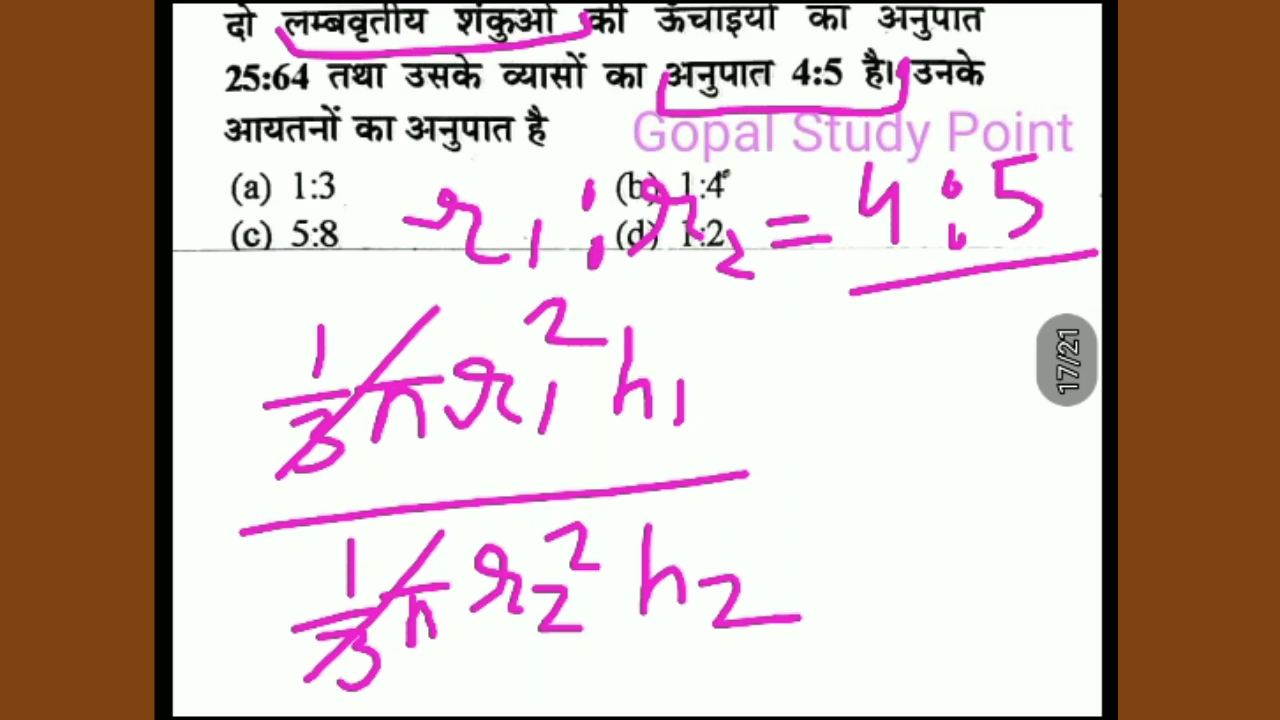 दो लम्बवृतीय शंकुओं की ऊँचाइयों का अनुपात
25:64 तथा उसके व्यासों का अनुपात 4:5 है। उनके
आयतनों का अनुपात है
Gopal Study Point
(a) 1:3 (b) 1:4
(c) 5:8 (d) 1:2
r₁ : r₂ = 4 : 5
1/3 π r₁² h₁
1/3 π r₂² h₂
17/21